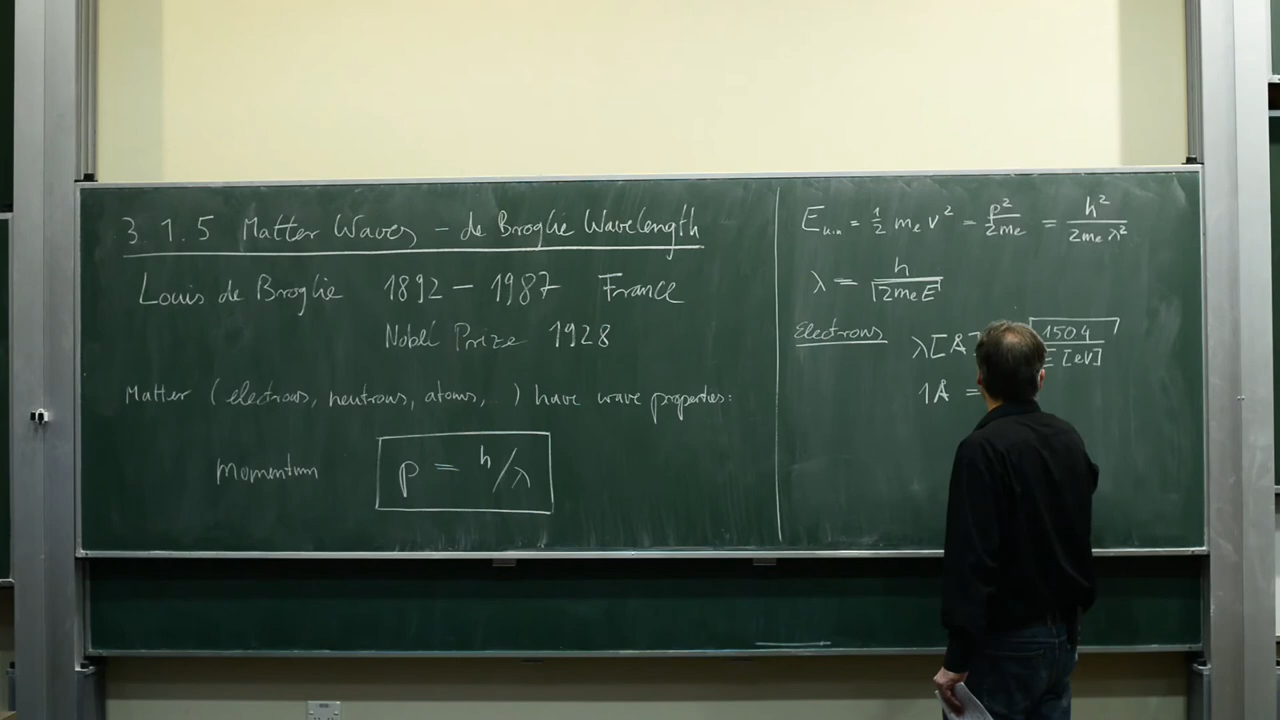 3.1.5 Matter Waves – de Broglie Wavelength
Louis de Broglie 1892 – 1987 France
Nobel Prize 1928
Matter (electrons, neutrons, atoms, ..) have wave properties:
Momentum p = h/λ
E_kin = 1/2 m_e v² = p²/2m_e = h²/2m_e λ²
λ = h/√2m_e E
Electrons λ[Å] √150.4/E [eV]
1Å =